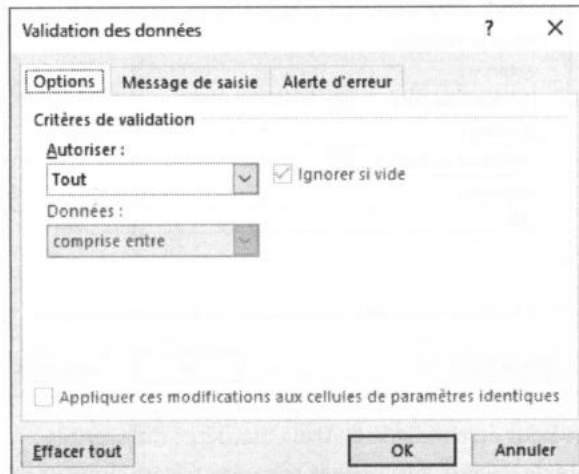 Validation des données ? ×
Options Message de saisie Alerte d'erreur
Critères de validation
Autoriser :
Tout Ignorer si vide
Données :
comprise entre
Appliquer ces modifications aux cellules de paramètres identiques
Effacer tout OK Annuler